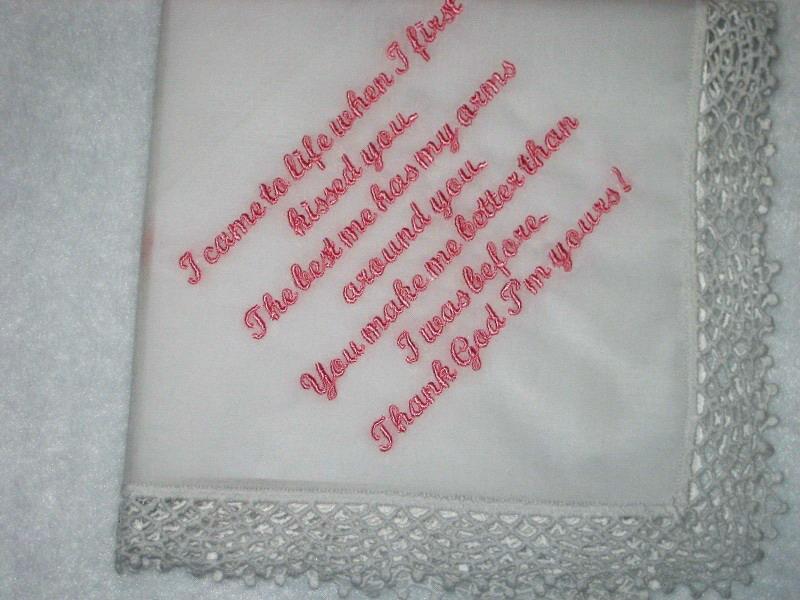 I came to life when I first
kissed you.
The best me has my arms
around you.
You make me better than
I was before.
Thank God I'm yours!